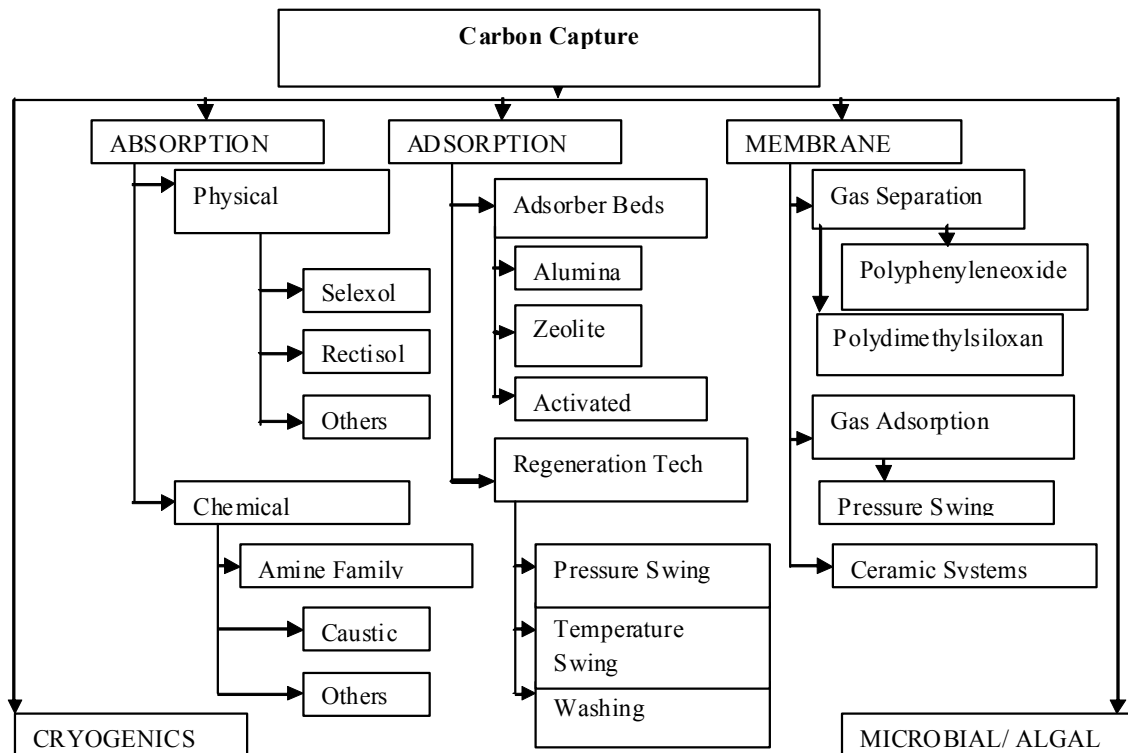 Carbon Capture
ABSORPTION
Physical
Selexol
Rectisol
Others
Chemical
Amine Family
Caustic
Others
ADSORPTION
Adsorber Beds
Alumina
Zeolite
Activated
Regeneration Tech
Pressure Swing
Temperature
Swing
Washing
MEMBRANE
Gas Separation
Polyphenyleneoxide
Polydimethylsiloxan
Gas Adsorption
Pressure Swing
Ceramic Systems
CRYOGENICS
MICROBIAL/ ALGAL